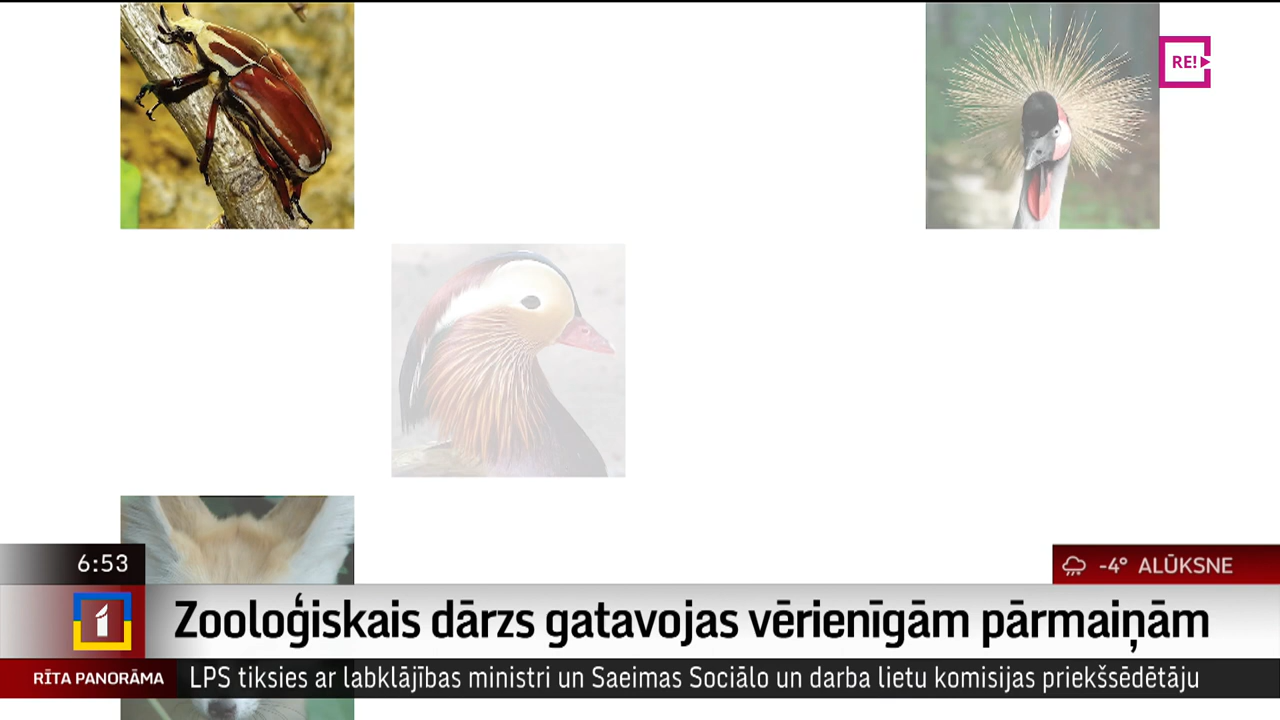 RE!
6:53
-4° ALŪKSNE
1
Zooloģiskais dārzs gatavojas vērienīgām pārmaiņām
RĪTA PANORĀMA
LPS tiksies ar labklājības ministri un Saeimas Sociālo un darba lietu komisijas priekšsēdētāju